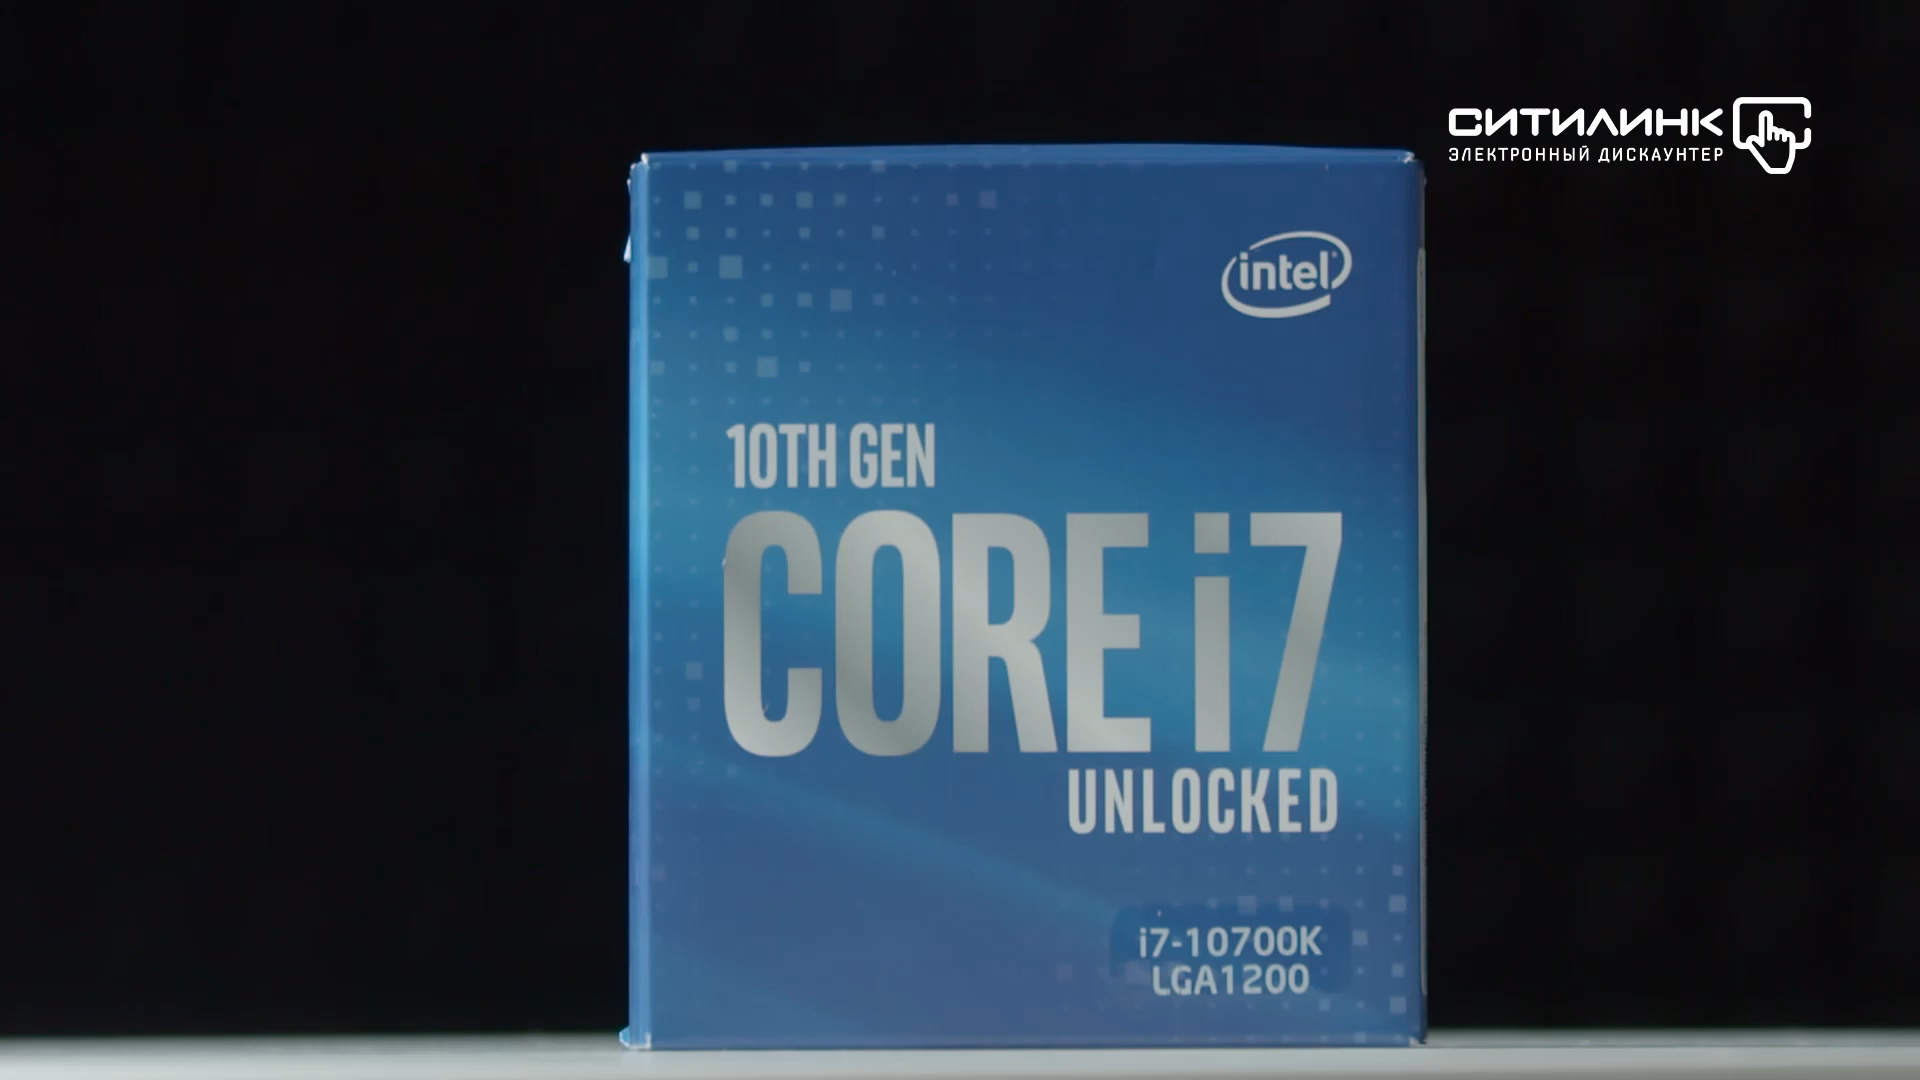 СИТИЛИНК
ЭЛЕКТРОННЫЙ ДИСКАУНТЕР
intel
10TH GEN
CORE i7
UNLOCKED
i7-10700K
LGA1200